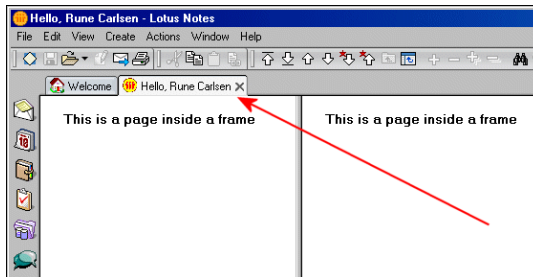 Hello, Rune Carlsen - Lotus Notes
File Edit View Create Actions Window Help
Welcome Hello, Rune Carlsen
This is a page inside a frame This is a page inside a frame